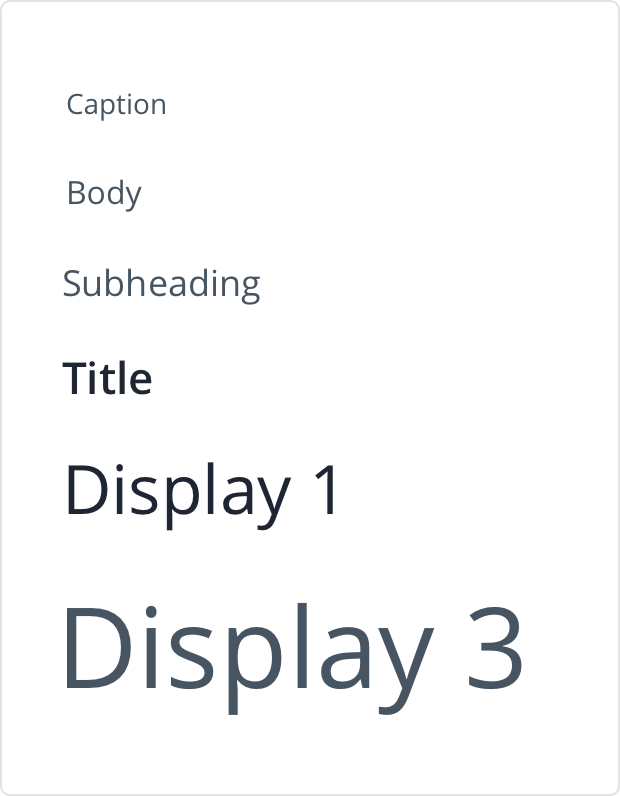 Caption
Body
Subheading
Title
Display 1
Display 3